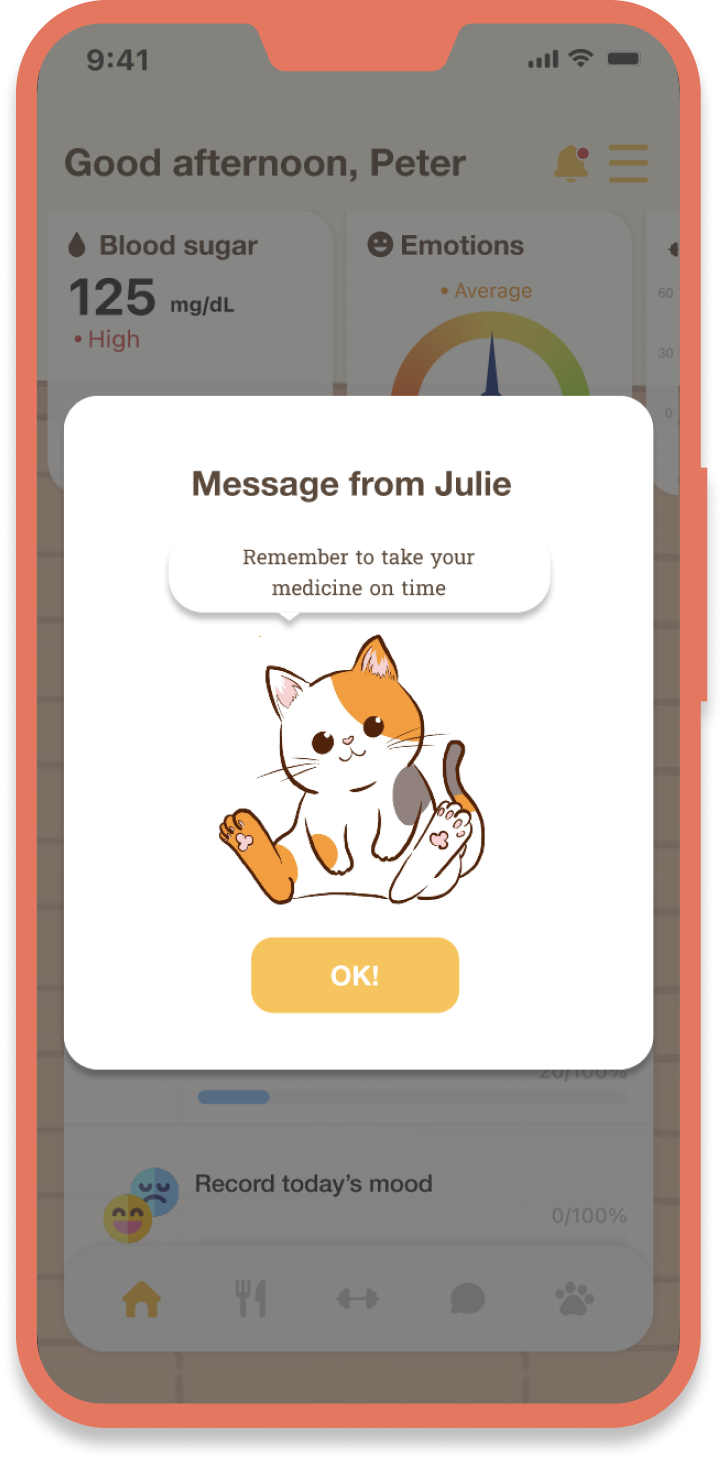 9:41
Good afternoon, Peter
Blood sugar
125 mg/dL
• High
Emotions
• Average
60
30
0
Message from Julie
Remember to take your
medicine on time
OK!
20/100%
Record today's mood
0/100%